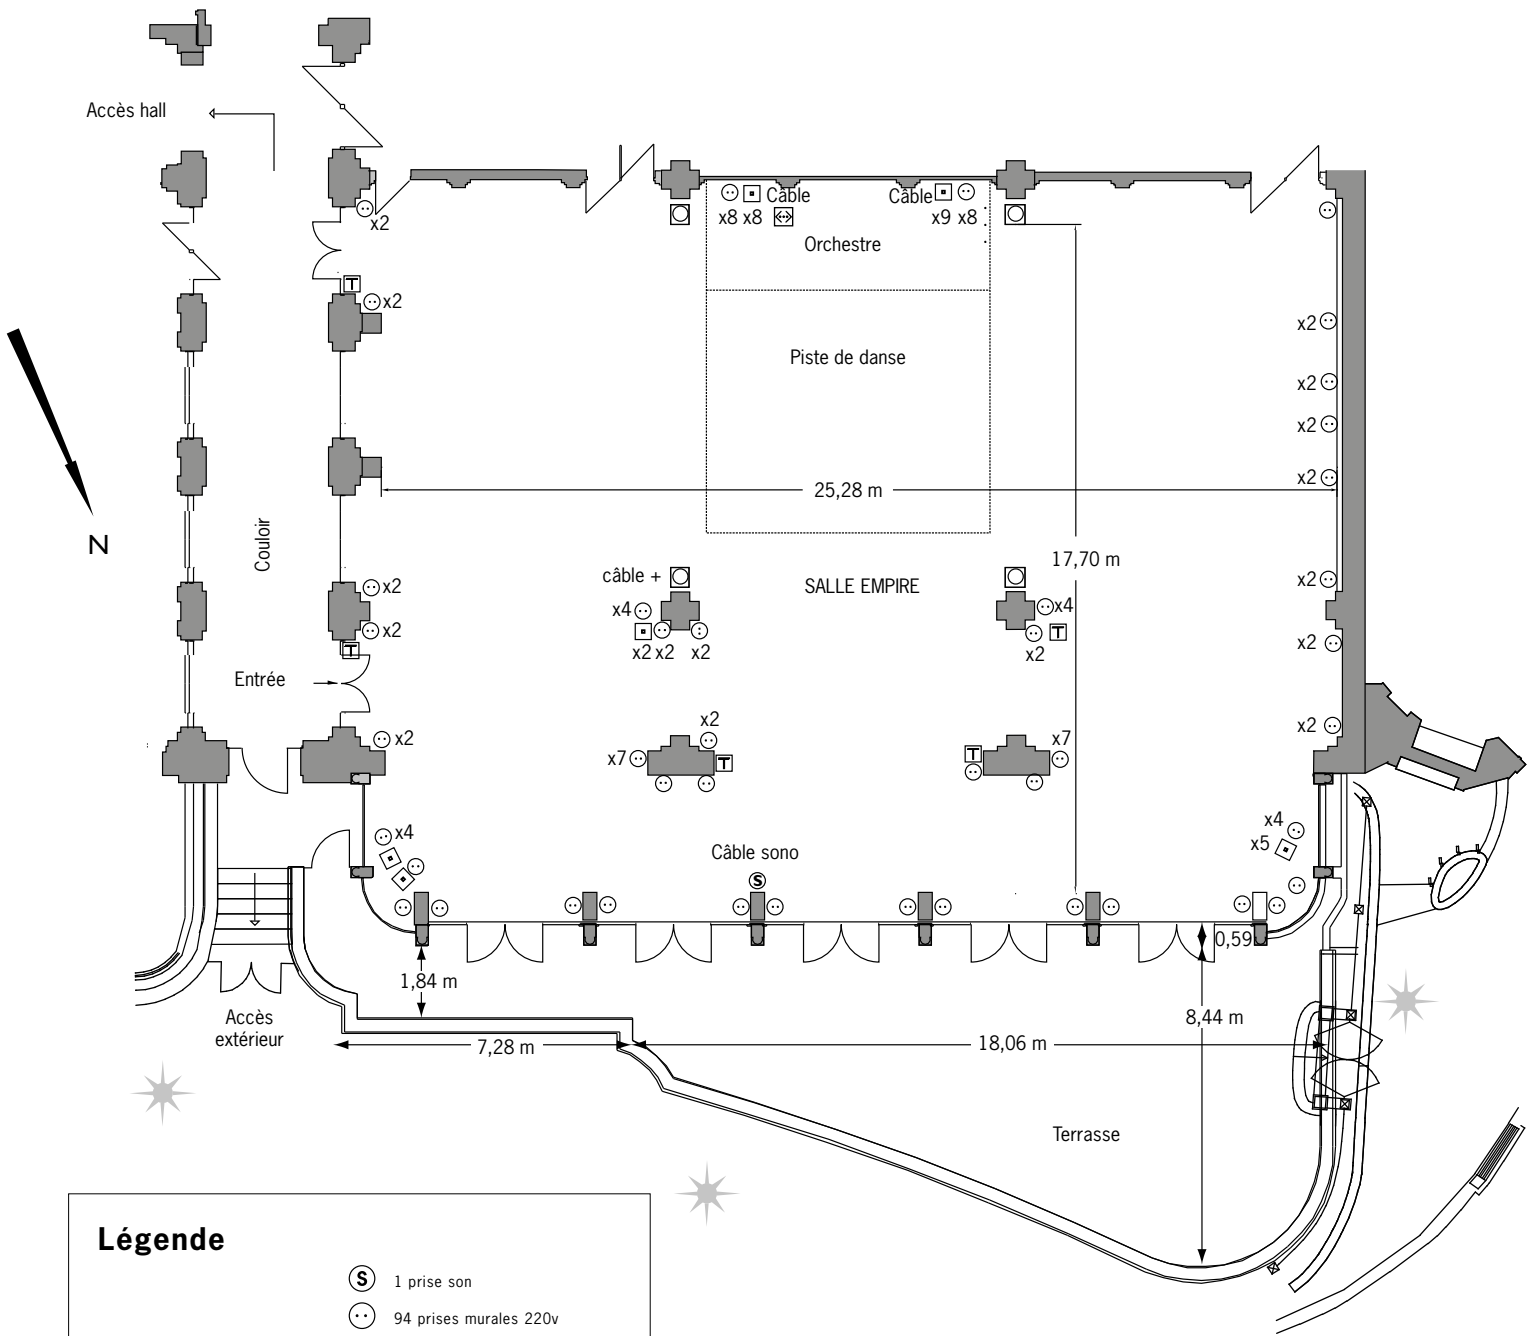 Accès hall
x2
Câble
Câble
x8 x8
x9 x8
Orchestre
T
x2
x2
Piste de danse
x2
x2
x2
25,28 m
N
Couloir
17,70 m
câble +
SALLE EMPIRE
x2
x2
x4
x4
x2
T
x2 x2
x2
x2
T
Entrée
x2
x2
x2
x7
T
T
x7
x4
x4
x5
Câble sono
S
0,59
1,84 m
8,44 m
Accès
extérieur
7,28 m
18,06 m
Terrasse
Légende
S 1 prise son
94 prises murales 220v